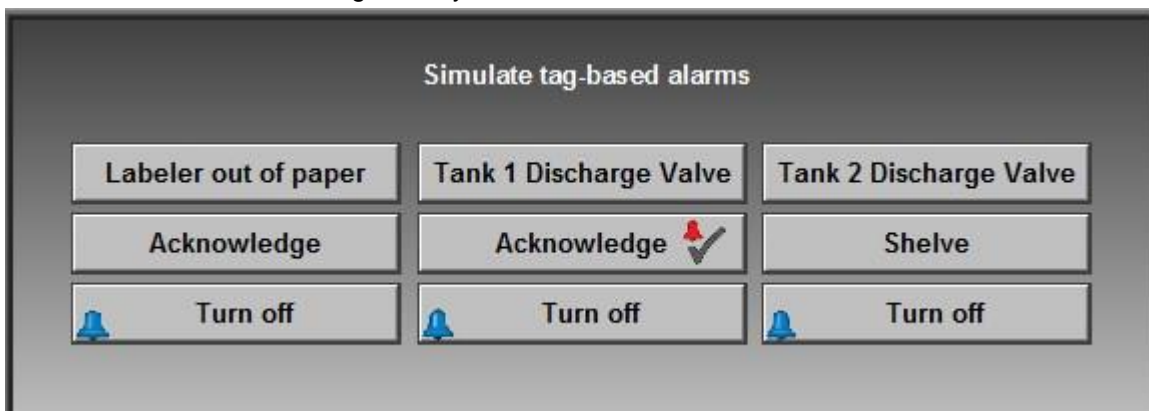 Simulate tag-based alarms
Labeler out of paper Tank 1 Discharge Valve Tank 2 Discharge Valve
Acknowledge Acknowledge Shelve
Turn off Turn off Turn off